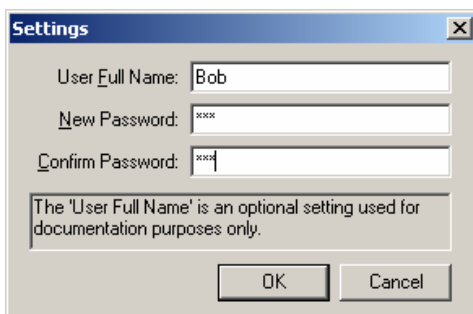 Settings
User Full Name: Bob
New Password: ***
Confirm Password: ***
The 'User Full Name' is an optional setting used for
documentation purposes only.
OK Cancel